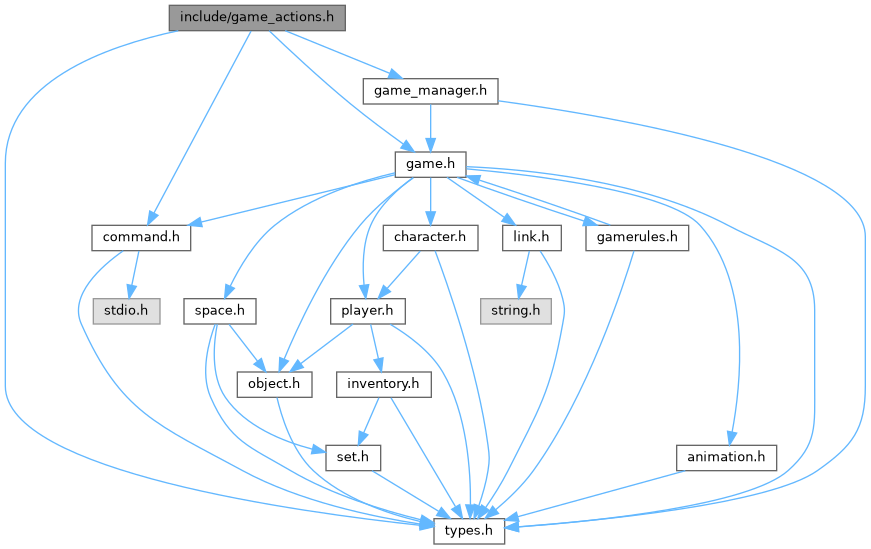 include/game_actions.h
game_manager.h
game.h
command.h
character.h
link.h
gamerules.h
stdio.h
space.h
player.h
string.h
object.h
inventory.h
set.h
animation.h
types.h